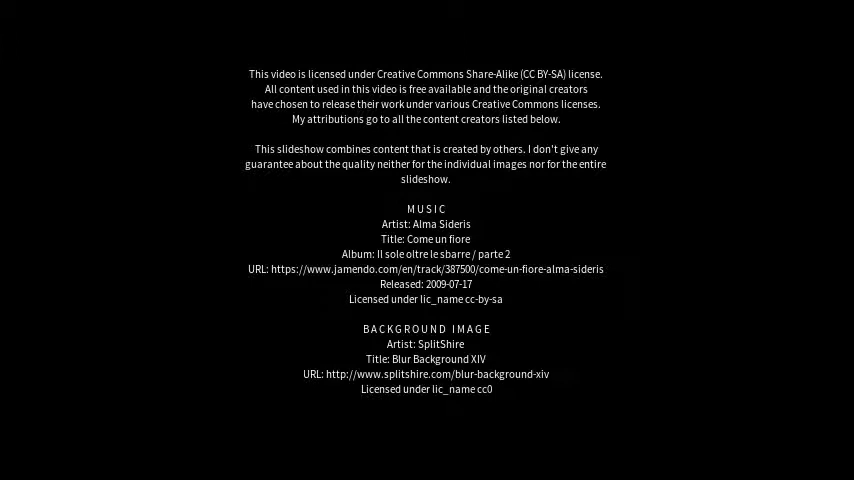 This video is licensed under Creative Commons Share-Alike (CC BY-SA) license.
All content used in this video is free available and the original creators
have chosen to release their work under various Creative Commons licenses.
My attributions go to all the content creators listed below.
This slideshow combines content that is created by others. I don't give any
guarantee about the quality neither for the individual images nor for the entire
slideshow.
MUSIC
Artist: Alma Sideris
Title: Come un fiore
Album: Il sole oltre le sbarre / parte 2
URL: https://www.jamendo.com/en/track/387500/come-un-fiore-alma-sideris
Released: 2009-07-17
Licensed under lic_name cc-by-sa
BACKGROUND IMAGE
Artist: SplitShire
Title: Blur Background XIV
URL: http://www.splitshire.com/blur-background-xiv
Licensed under lic_name cc0